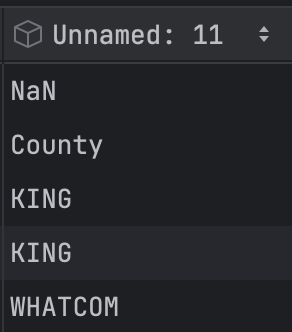 Unnamed: 11
NaN
County
KING
KING
WHATCOM